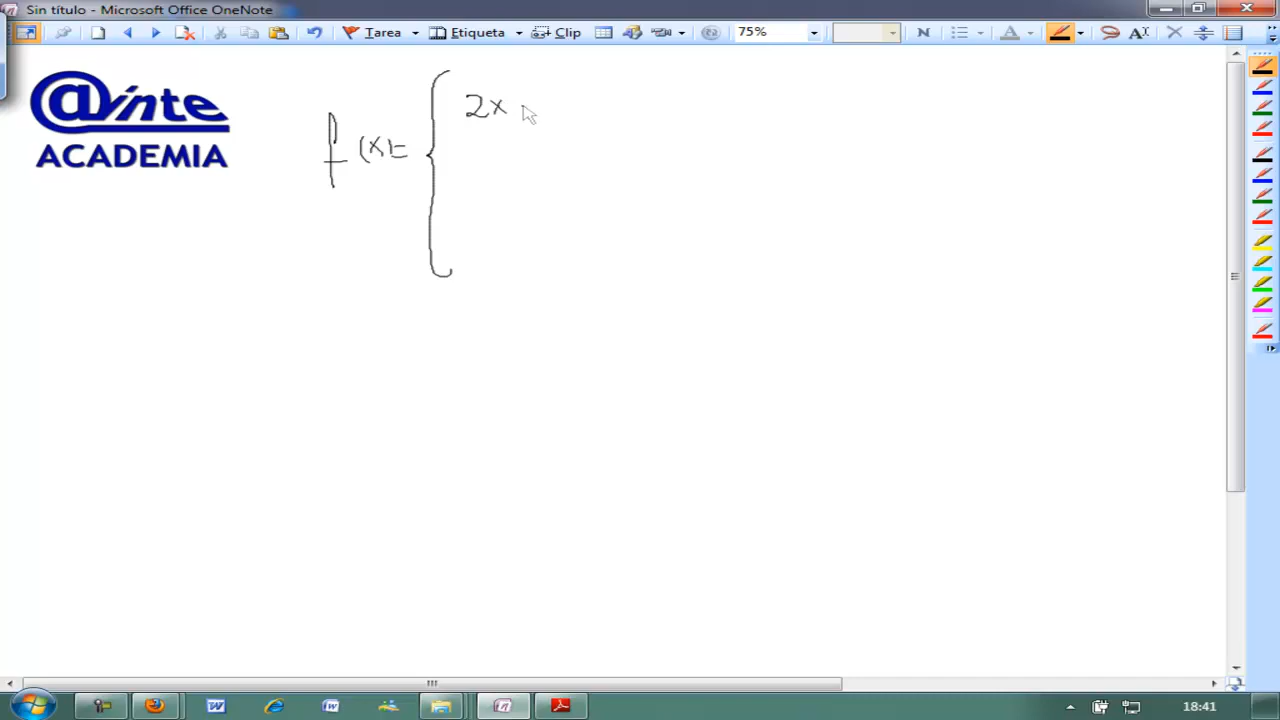 Sin título - Microsoft Office OneNote
Tarea Etiqueta Clip 75% N A A
@inte
ACADEMIA
f(x)= { 2x
18:41